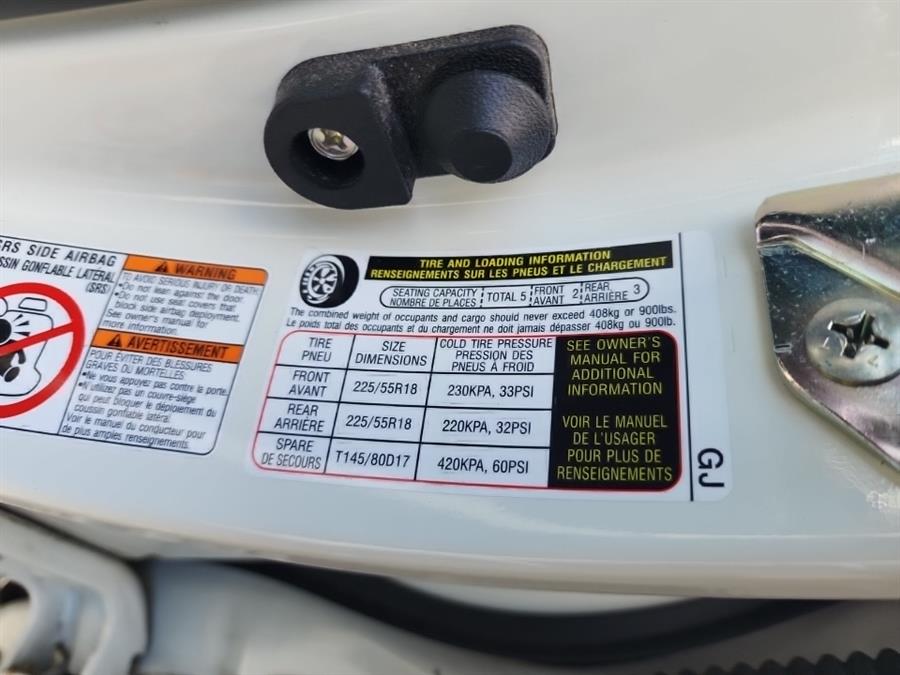 SRS SIDE AIRBAG
SSIN GONFLABLE LATÉRAL
(SRS)
WARNING
TO AVOID SERIOUS INJURY OR DEATH
•Do not lean against the door.
•Do not use seat covers that
block side airbag deployment.
See owner's manual for
more information.
AVERTISSEMENT
POUR ÉVITER DES BLESSURES
GRAVES OU MORTELLES
•Ne vous appuyez pas contre la porte.
•N'utilisez pas un couvre-siège
qui peut bloquer le déploiement du
coussin gonflable latéral.
Voir le manuel du conducteur pour
de plus amples renseignements.
TIRE AND LOADING INFORMATION
RENSEIGNEMENTS SUR LES PNEUS ET LE CHARGEMENT
SEATING CAPACITY TOTAL 5 FRONT 2 REAR 3
NOMBRE DE PLACES AVANT ARRIÈRE
The combined weight of occupants and cargo should never exceed 408kg or 900lbs.
Le poids total des occupants et du chargement ne doit jamais dépasser 408kg ou 900lb.
TIRE SIZE COLD TIRE PRESSURE
PNEU DIMENSIONS PRESSION DES
PNEUS À FROID
FRONT
AVANT 225/55R18 230KPA, 33PSI
REAR
ARRIÈRE 225/55R18 220KPA, 32PSI
SPARE
DE SECOURS T145/80D17 420KPA, 60PSI
SEE OWNER'S
MANUAL FOR
ADDITIONAL
INFORMATION
VOIR LE MANUEL
DE L'USAGER
POUR PLUS DE
RENSEIGNEMENTS
GJ